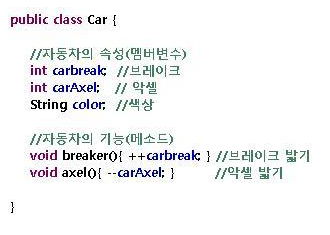 public class Car {
//자동차의 속성(멤버변수)
int carbreak; //브레이크
int carAxel; // 악셀
String color; //색상
//자동차의 기능(메소드)
void breaker(){ ++carbreak; } //브레이크 밟기
void axel(){ --carAxel; } //악셀 밟기
}